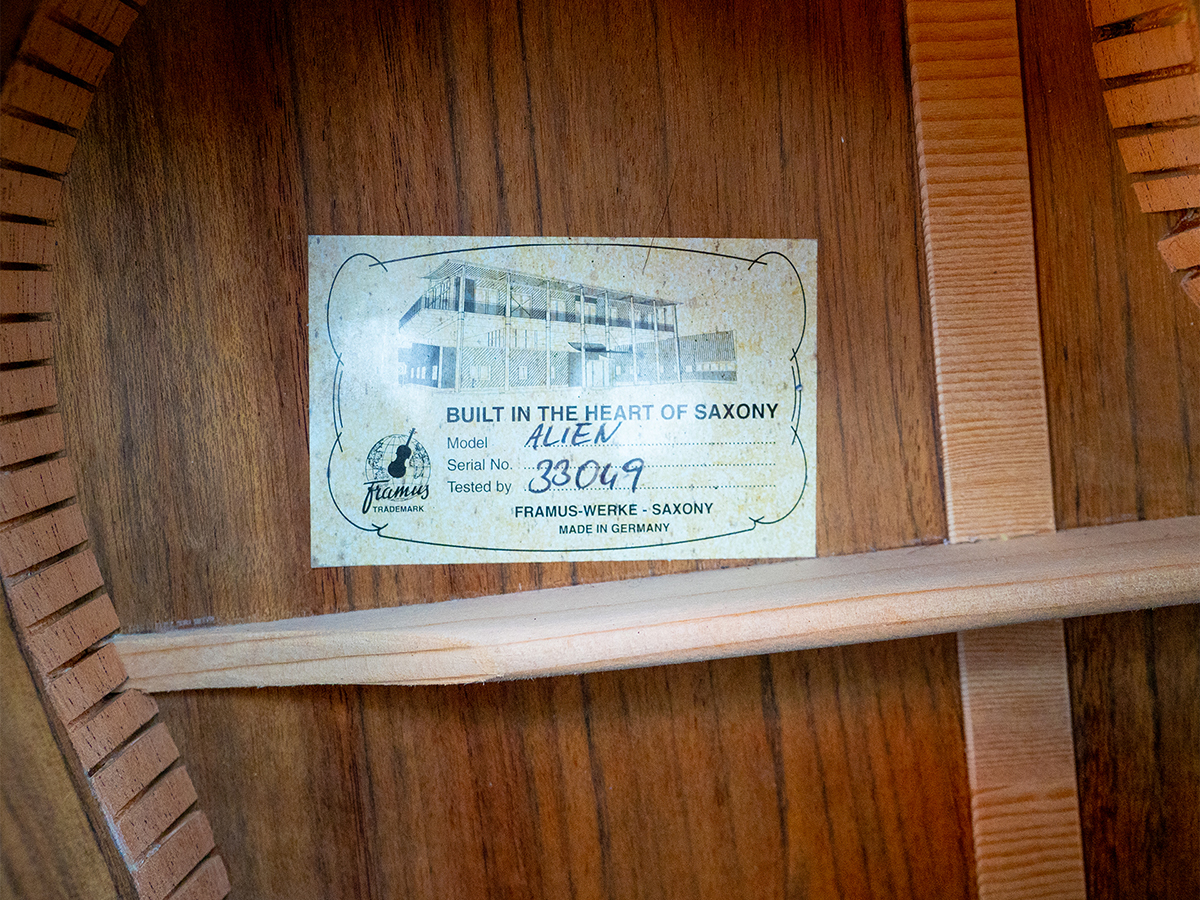 BUILT IN THE HEART OF SAXONY
Model ALIEN
Serial No. 33049
Tested by
Framus
TRADEMARK
FRAMUS-WERKE - SAXONY
MADE IN GERMANY